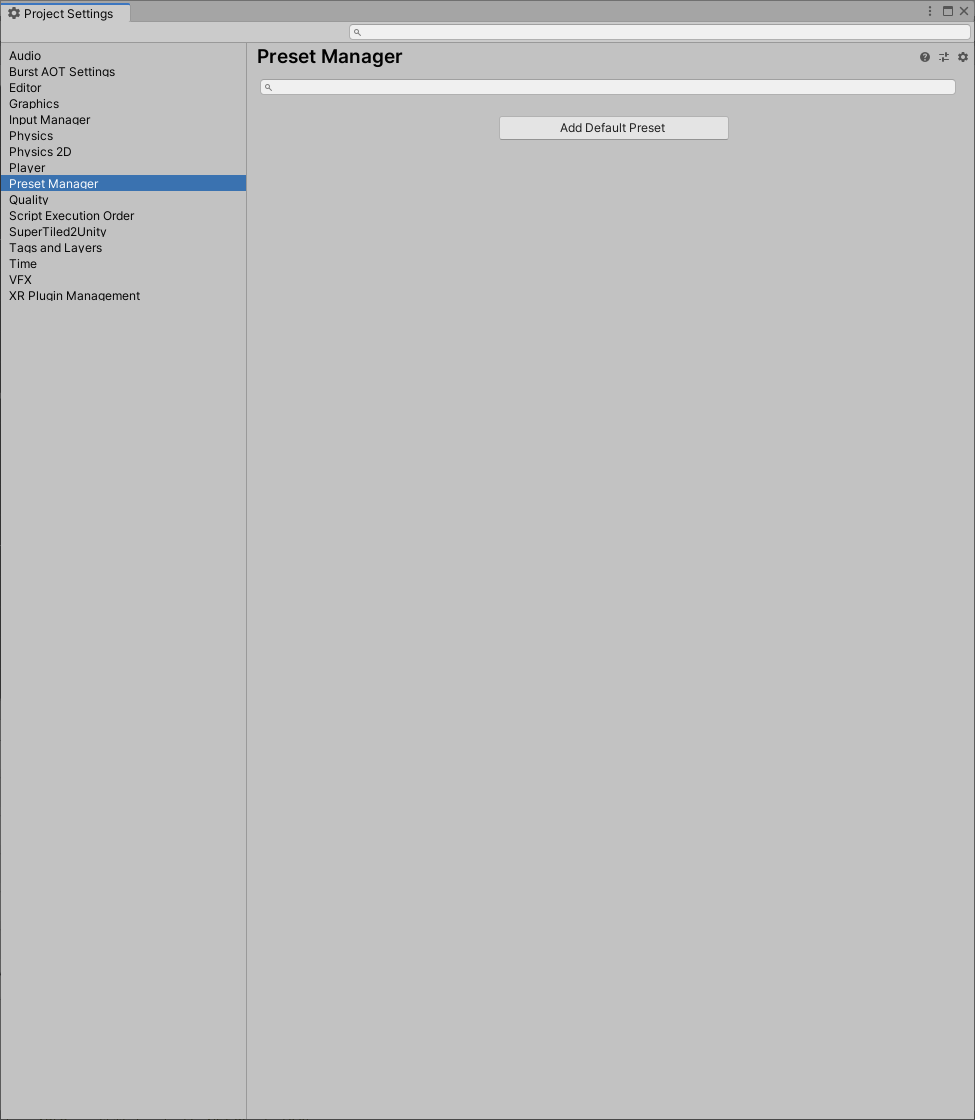 Project Settings
Audio
Burst AOT Settings
Editor
Graphics
Input Manager
Physics
Physics 2D
Player
Preset Manager
Quality
Script Execution Order
SuperTiled2Unity
Tags and Layers
Time
VFX
XR Plugin Management
Preset Manager
Add Default Preset